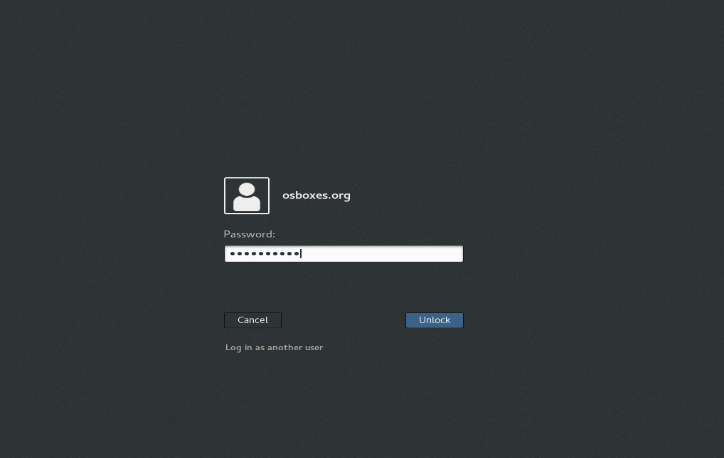 osboxes.org
Password:
••••••••••
Cancel
Unlock
Log in as another user